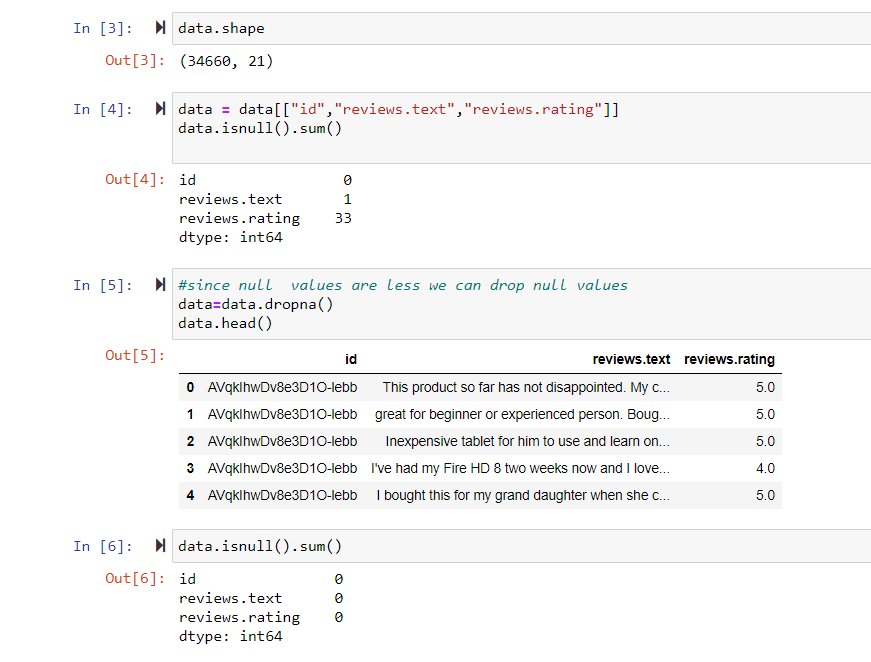 In [3]: data.shape
Out[3]: (34660, 21)
In [4]: data = data[["id","reviews.text","reviews.rating"]]
data.isnull().sum()
Out[4]: id 0
reviews.text 1
reviews.rating 33
dtype: int64
In [5]: #since null  values are less we can drop null values
data=data.dropna()
data.head()
Out[5]:
id reviews.text reviews.rating
0 AVqkIhwDv8e3D1O-lebb This product so far has not disappointed. My c... 5.0
1 AVqkIhwDv8e3D1O-lebb great for beginner or experienced person. Boug... 5.0
2 AVqkIhwDv8e3D1O-lebb Inexpensive tablet for him to use and learn on... 5.0
3 AVqkIhwDv8e3D1O-lebb I've had my Fire HD 8 two weeks now and I love... 4.0
4 AVqkIhwDv8e3D1O-lebb I bought this for my grand daughter when she c... 5.0
In [6]: data.isnull().sum()
Out[6]: id 0
reviews.text 0
reviews.rating 0
dtype: int64